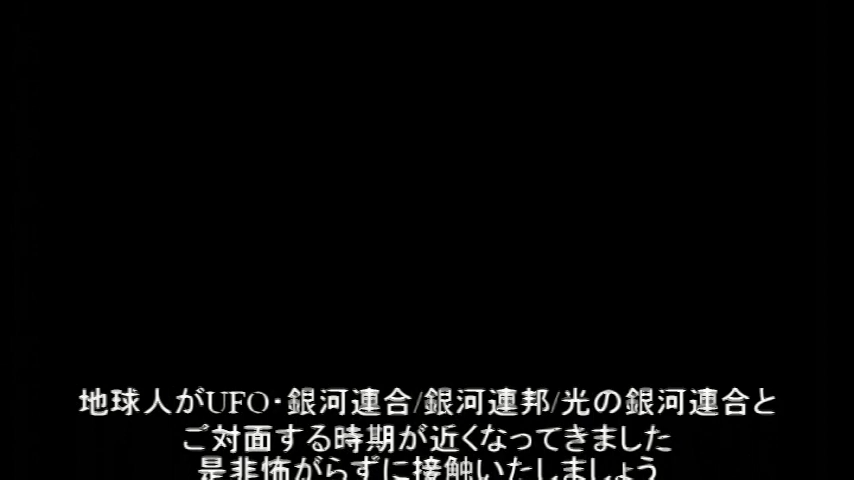 地球人がUFO・銀河連合/銀河連邦/光の銀河連合と
ご対面する時期が近くなってきました
是非怖がらずに接触いたしましょう